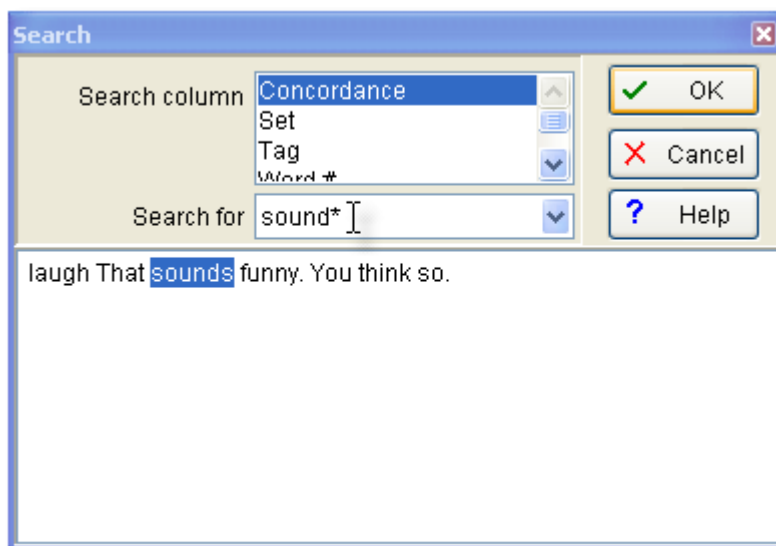 Search
Search column
Concordance
Set
Tag
Word #
Search for
sound*
OK
Cancel
? Help
laugh That sounds funny. You think so.